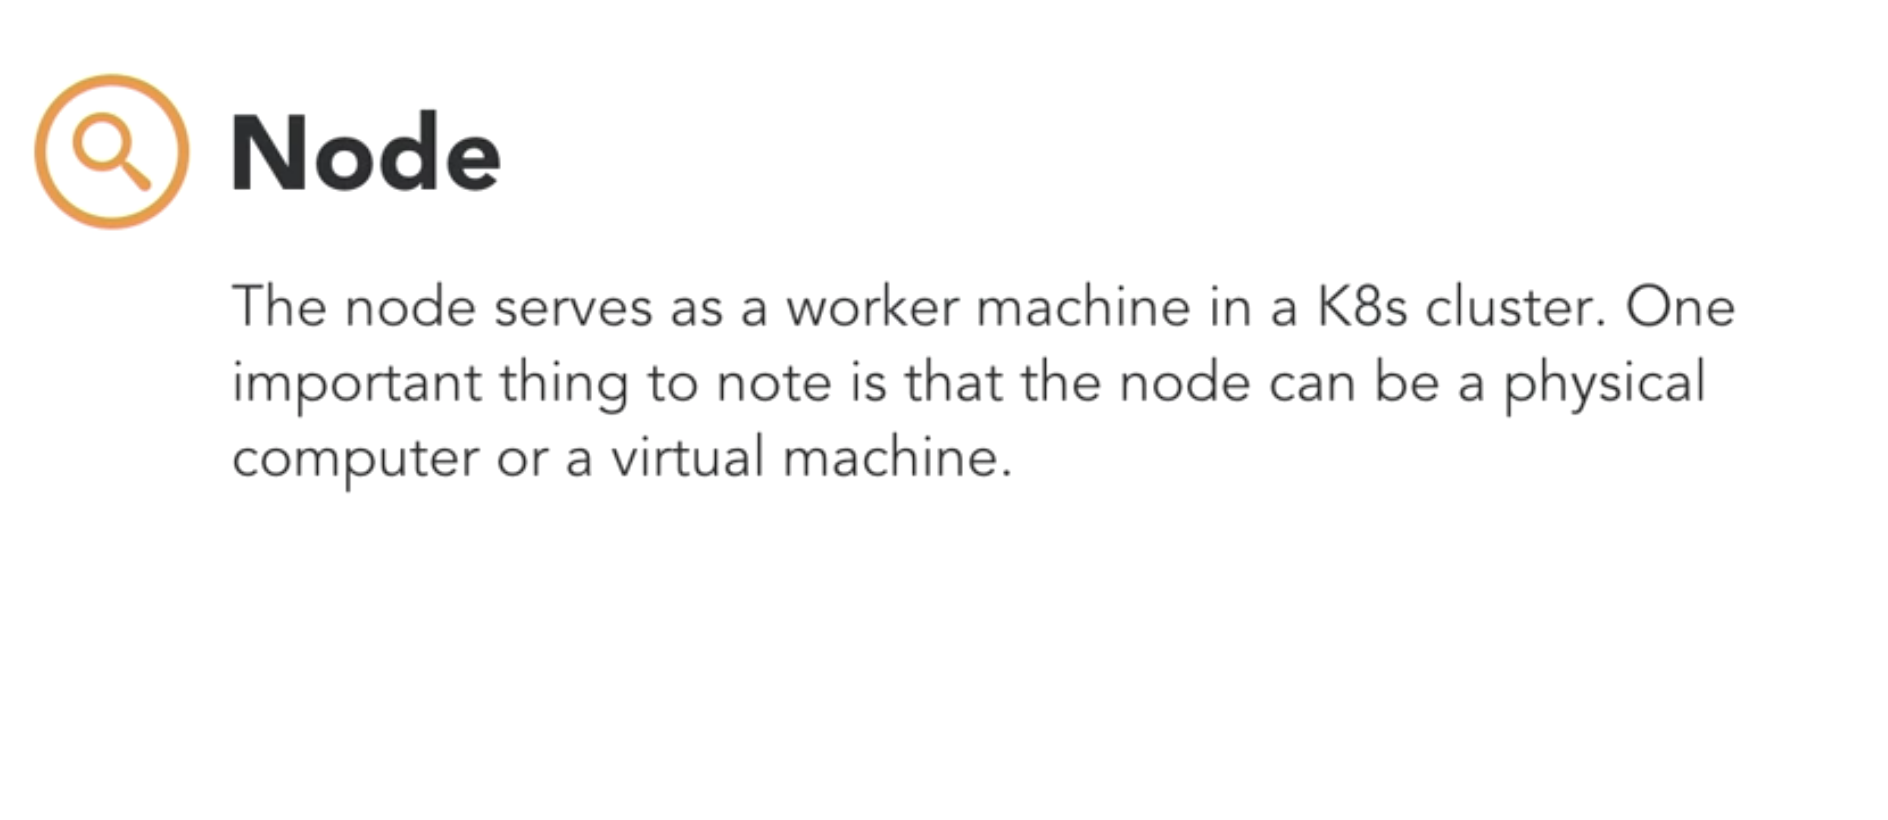 Node
The node serves as a worker machine in a K8s cluster. One
important thing to note is that the node can be a physical
computer or a virtual machine.